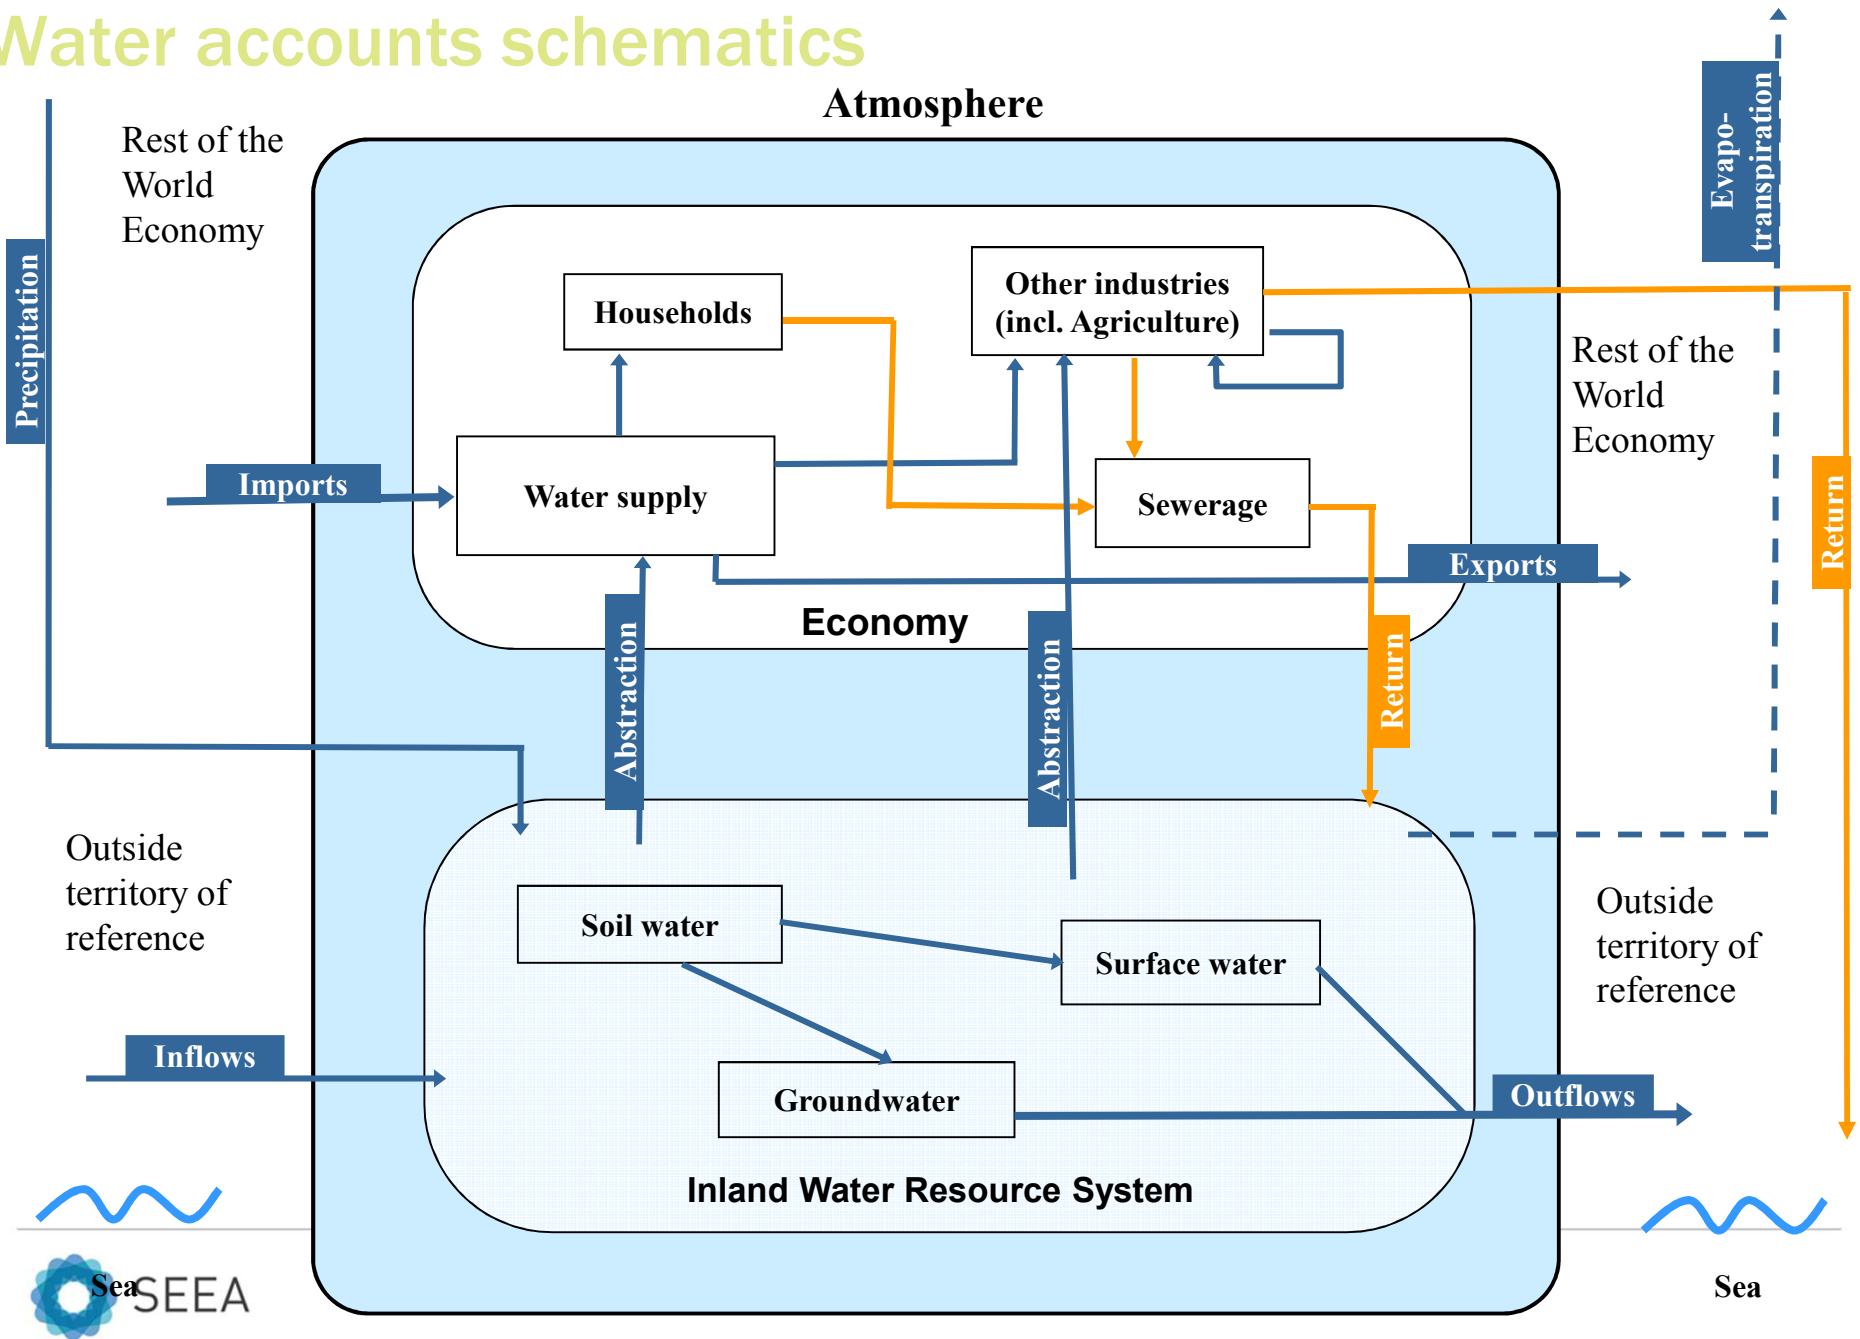 Water accounts schematics
Atmosphere
Rest of the
World
Economy
Evapo-
transpiration
Precipitation
Households
Other industries
(incl. Agriculture)
Rest of the
World
Economy
Imports
Water supply
Sewerage
Return
Exports
Economy
Abstraction
Abstraction
Return
Outside
territory of
reference
Soil water
Surface water
Outside
territory of
reference
Inflows
Groundwater
Outflows
Inland Water Resource System
Sea
SEEA
Sea